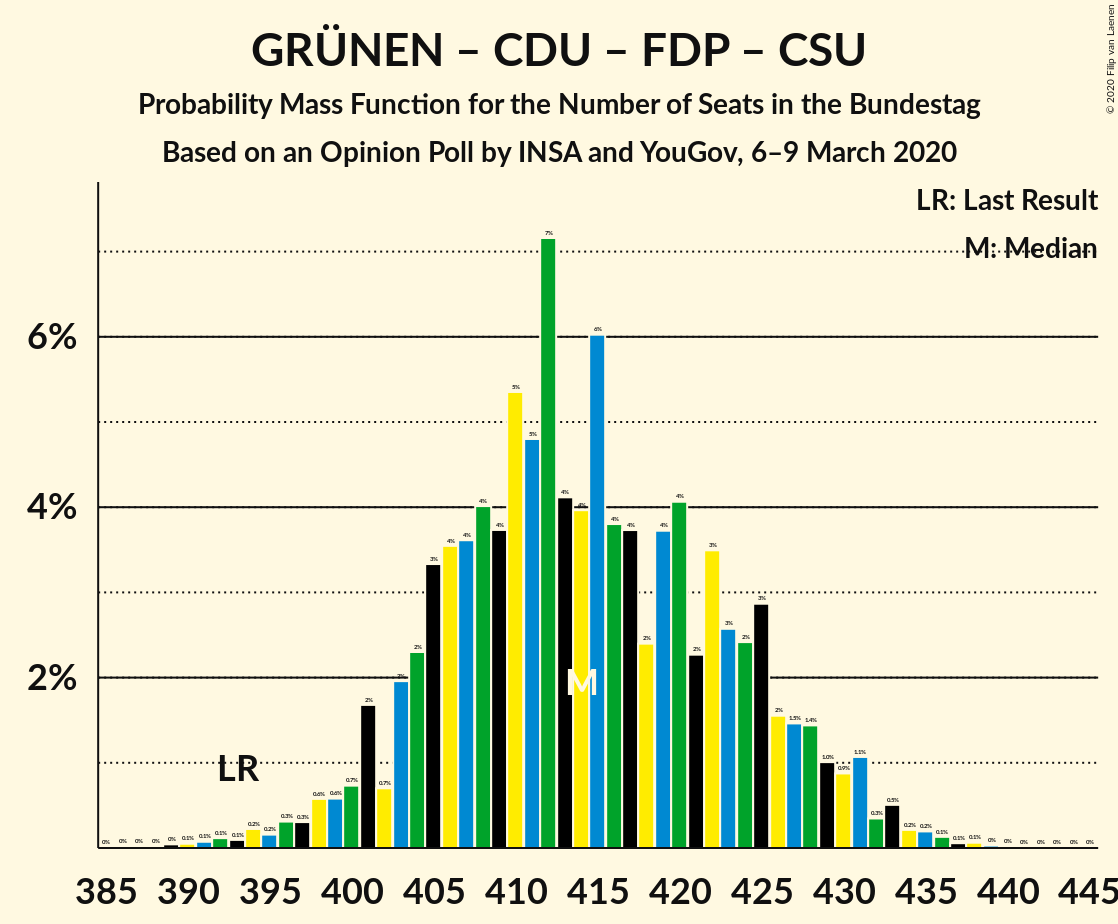 GRÜNEN – CDU – FDP – CSU
Probability Mass Function for the Number of Seats in the Bundestag
Based on an Opinion Poll by INSA and YouGov, 6–9 March 2020
© 2020 Filip van Laenen
LR: Last Result
M: Median
6%
4%
2%
0% 0% 0% 0% 0% 0.1% 0.1% 0.1% 0.1% 0.2% 0.2% 0.3% 0.3% 0.6% 0.6% 0.7% 2% 0.7% 2% 2% 3% 4% 4% 4% 4% 5% 5% 7% 4% 4% 6% 4% 4% 2% 4% 4% 2% 3% 3% 2% 3% 2% 1.5% 1.4% 1.0% 0.9% 1.1% 0.3% 0.5% 0.2% 0.2% 0.1% 0.1% 0.1% 0% 0% 0% 0% 0% 0% 0%
M
LR
385 390 395 400 405 410 415 420 425 430 435 440 445